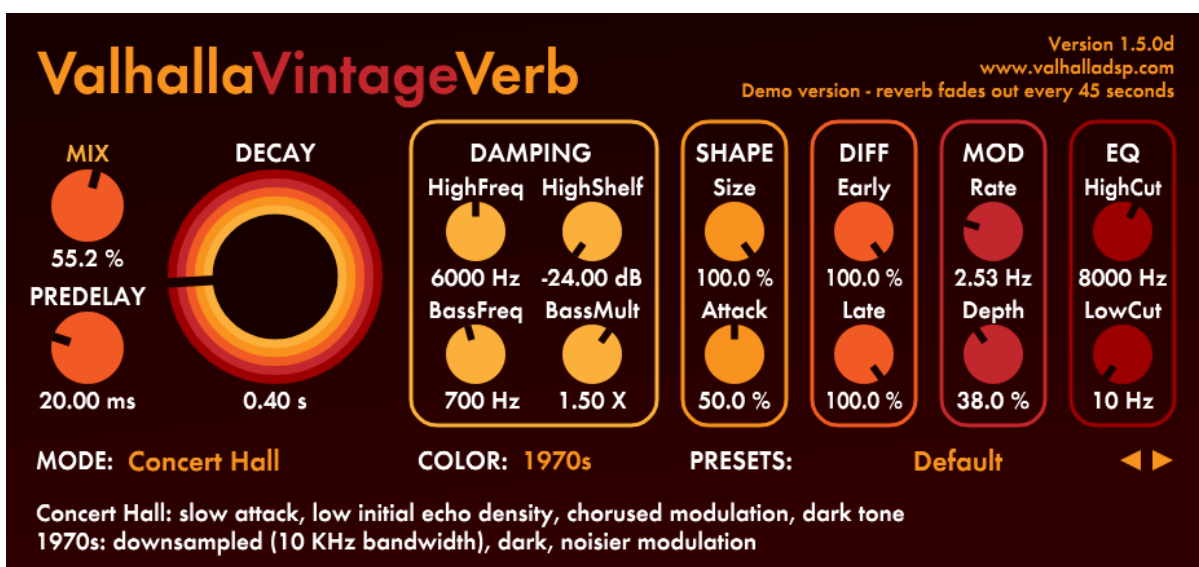 ValhallaVintageVerb
Version 1.5.0d
www.valhalladsp.com
Demo version - reverb fades out every 45 seconds
MIX
55.2 %
PREDELAY
20.00 ms
DECAY
0.40 s
DAMPING
HighFreq HighShelf
6000 Hz -24.00 dB
BassFreq BassMult
700 Hz 1.50 X
SHAPE
Size
100.0 %
Attack
50.0 %
DIFF
Early
100.0 %
Late
100.0 %
MOD
Rate
2.53 Hz
Depth
38.0 %
EQ
HighCut
8000 Hz
LowCut
10 Hz
MODE: Concert Hall COLOR: 1970s PRESETS: Default
Concert Hall: slow attack, low initial echo density, chorused modulation, dark tone
1970s: downsampled (10 KHz bandwidth), dark, noisier modulation